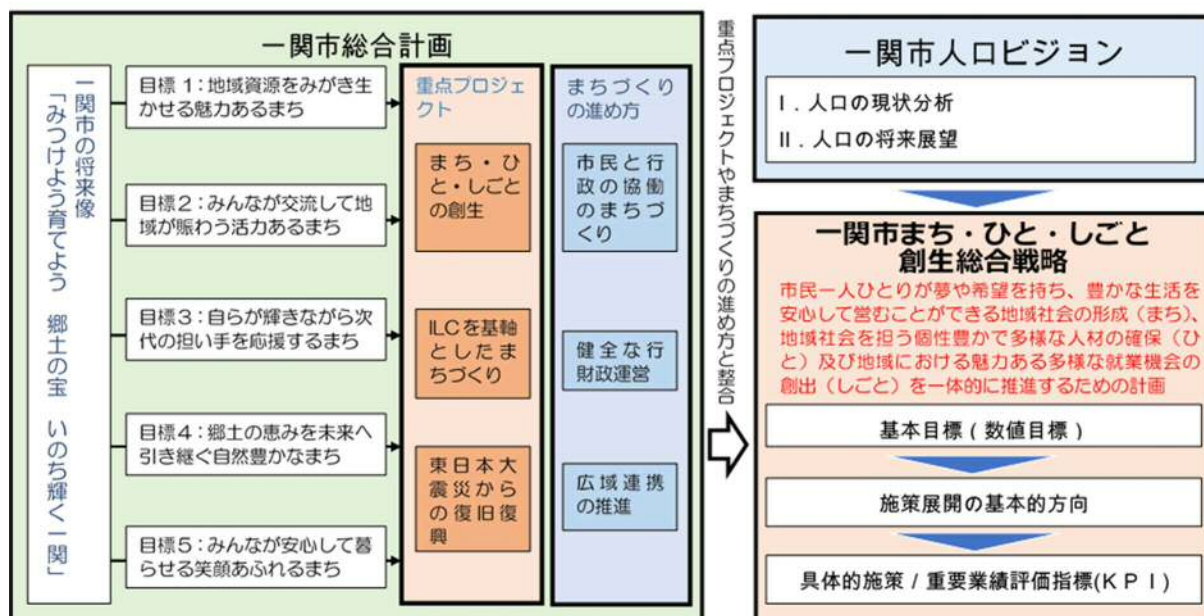 一関市総合計画
一関市の将来像
「みつけよう育てよう　郷土の宝　いのち輝く一関」
目標1：地域資源をみがき生
かせる魅力あるまち
目標2：みんなが交流して地
域が賑わう活力あるまち
目標3：自らが輝きながら次
代の担い手を応援するまち
目標4：郷土の恵みを未来へ
引き継ぐ自然豊かなまち
目標5：みんなが安心して暮
らせる笑顔あふれるまち
重点プロジェ
クト
まち・ひ
と・しごと
の創生
ILCを基軸
としたま
ちづくり
東日本大
震災から
の復旧復
興
まちづくり
の進め方
市民と行
政の協働
のまちづ
くり
健全な行
財政運営
広域連携
の推進
重点プロジェクトやまちづくりの進め方と整合
一関市人口ビジョン
Ⅰ．人口の現状分析
Ⅱ．人口の将来展望
一関市まち・ひと・しごと
創生総合戦略
市民一人ひとりが夢や希望を持ち、豊かな生活を
安心して営むことができる地域社会の形成（まち）、
地域社会を担う個性豊かで多様な人材の確保（ひ
と）及び地域における魅力ある多様な就業機会の
創出（しごと）を一体的に推進するための計画
基本目標（数値目標）
施策展開の基本的方向
具体的施策 / 重要業績評価指標(ＫＰＩ)